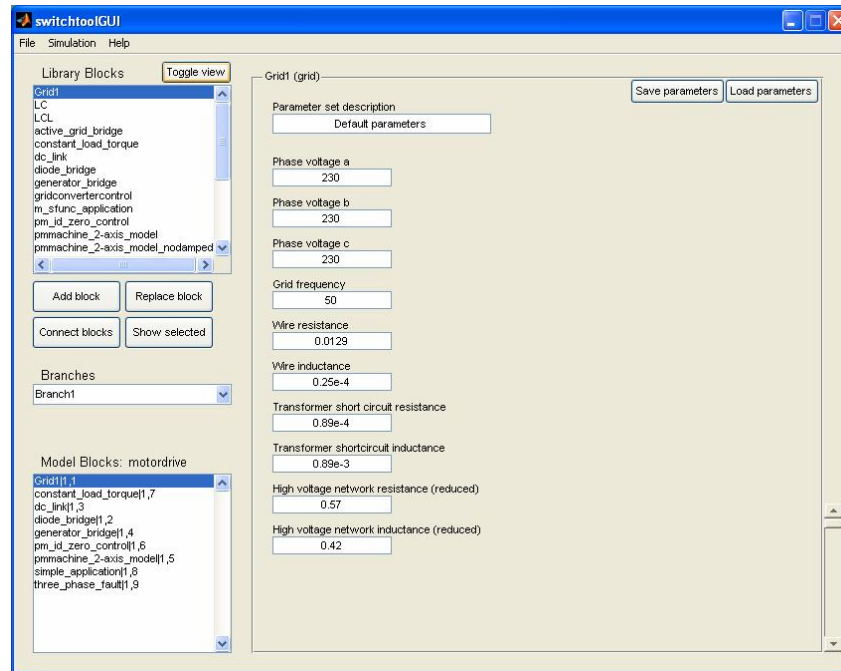 switchtoolGUI
File Simulation Help
Library Blocks
Toggle view
Grid1
LC
LCL
active_grid_bridge
constant_load_torque
dc_link
diode_bridge
generator_bridge
gridconvertercontrol
m_sfunc_application
pm_id_zero_control
pmmachine_2-axis_model
pmmachine_2-axis_model_nodamped
Add block
Replace block
Connect blocks
Show selected
Branches
Branch1
Model Blocks: motordrive
Grid1|1,1
constant_load_torque|1,7
dc_link|1,3
diode_bridge|1,2
generator_bridge|1,4
pm_id_zero_control|1,6
pmmachine_2-axis_model|1,5
simple_application|1,8
three_phase_fault|1,9
Grid1 (grid)
Save parameters
Load parameters
Parameter set description
Default parameters
Phase voltage a
230
Phase voltage b
230
Phase voltage c
230
Grid frequency
50
Wire resistance
0.0129
Wire inductance
0.25e-4
Transformer short circuit resistance
0.89e-4
Transformer shortcircuit inductance
0.89e-3
High voltage network resistance (reduced)
0.57
High voltage network inductance (reduced)
0.42